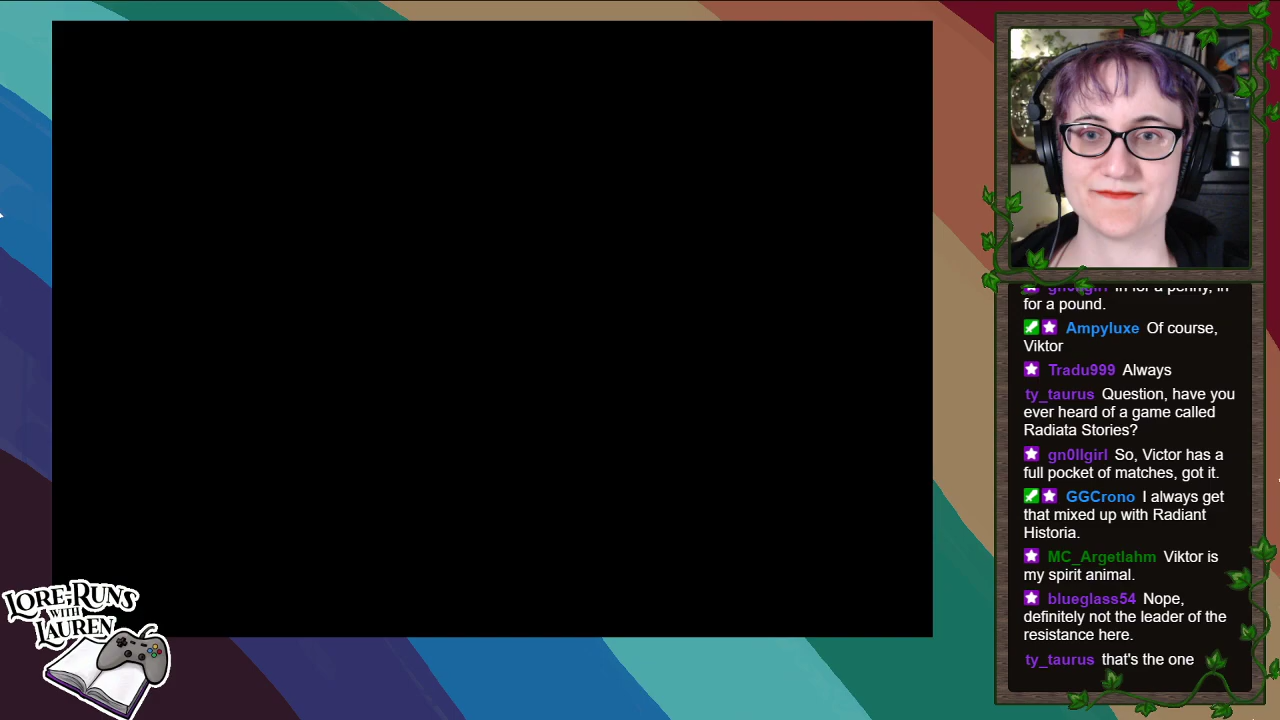 gn0llgirl In for a penny, in
for a pound.
Ampyluxe Of course,
Viktor
Tradu999 Always
ty_taurus Question, have you
ever heard of a game called
Radiata Stories?
gn0llgirl So, Victor has a
full pocket of matches, got it.
GGCrono I always get
that mixed up with Radiant
Historia.
MC_Argetlahm Viktor is
my spirit animal.
blueglass54 Nope,
definitely not the leader of the
resistance here.
ty_taurus that's the one
LORE-RUNS
WITH
LAUREN